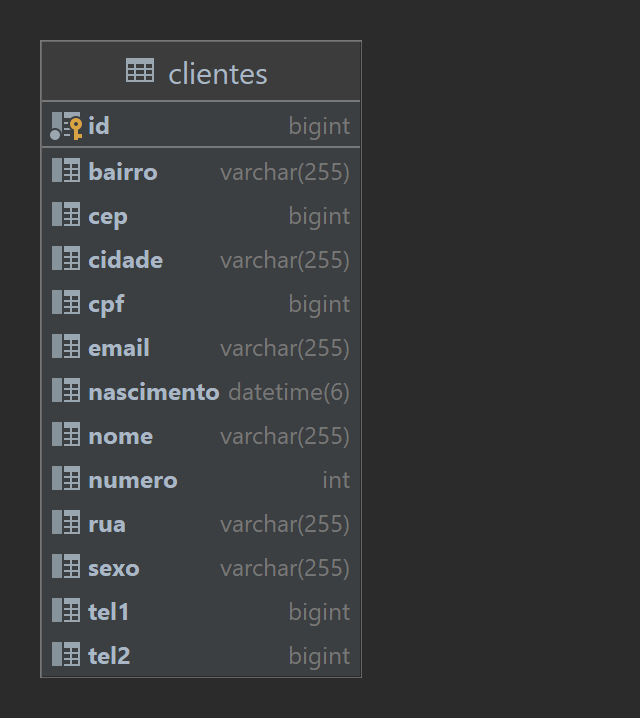 clientes
id bigint
bairro varchar(255)
cep bigint
cidade varchar(255)
cpf bigint
email varchar(255)
nascimento datetime(6)
nome varchar(255)
numero int
rua varchar(255)
sexo varchar(255)
tel1 bigint
tel2 bigint